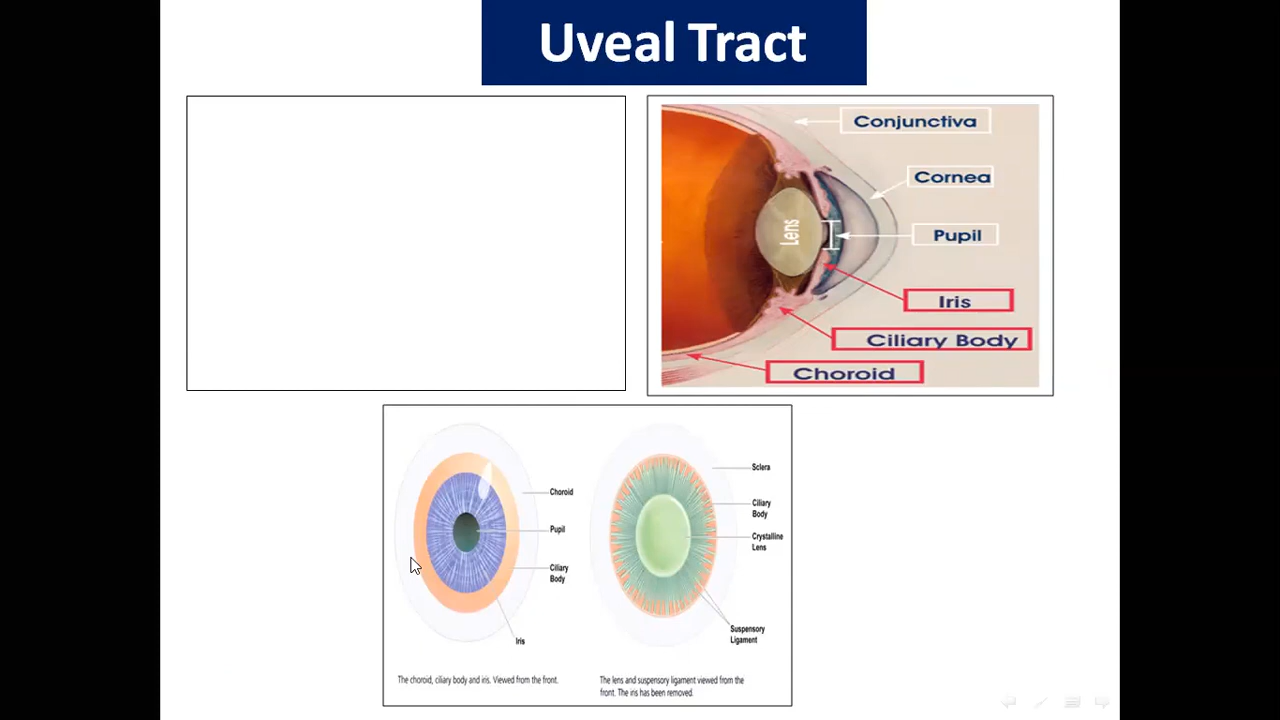 Uveal Tract
Conjunctiva
Cornea
Lens
Pupil
Iris
Ciliary Body
Choroid
Choroid
Pupil
Ciliary
Body
Iris
The choroid, ciliary body and iris. Viewed from the front.
Sclera
Ciliary
Body
Crystalline
Lens
Suspensory
Ligament
The lens and suspensory ligament viewed from the
front. The iris has been removed.